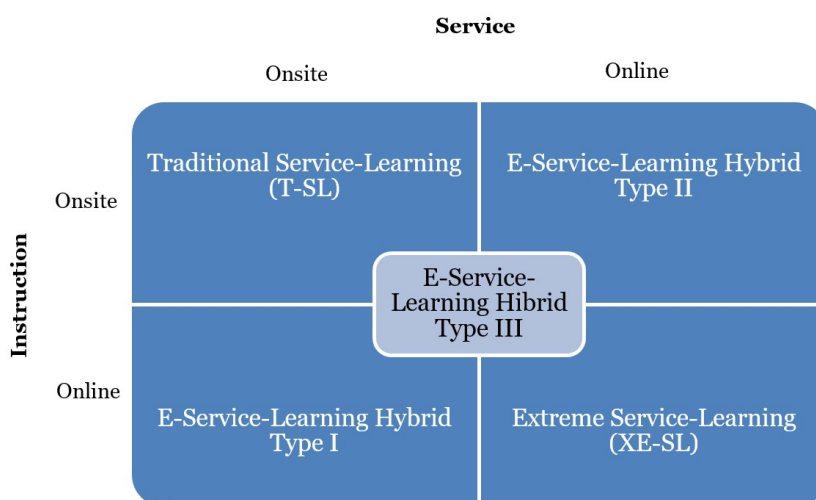 Service
Onsite
Online
Traditional Service-Learning
(T-SL)
E-Service-Learning Hybrid
Type II
Onsite
Instruction
E-Service-
Learning Hibrid
Type III
Online
E-Service-Learning Hybrid
Type I
Extreme Service-Learning
(XE-SL)